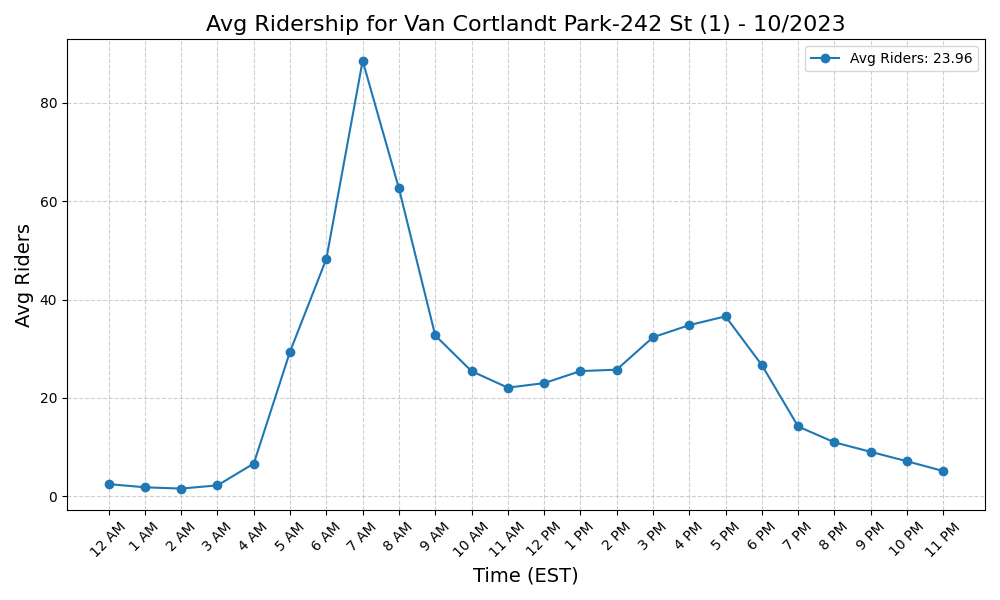 Avg Ridership for Van Cortlandt Park-242 St (1) - 10/2023
Avg Riders: 23.96
Avg Riders
80
60
40
20
0
12 AM
1 AM
2 AM
3 AM
4 AM
5 AM
6 AM
7 AM
8 AM
9 AM
10 AM
11 AM
12 PM
1 PM
2 PM
3 PM
4 PM
5 PM
6 PM
7 PM
8 PM
9 PM
10 PM
11 PM
Time (EST)